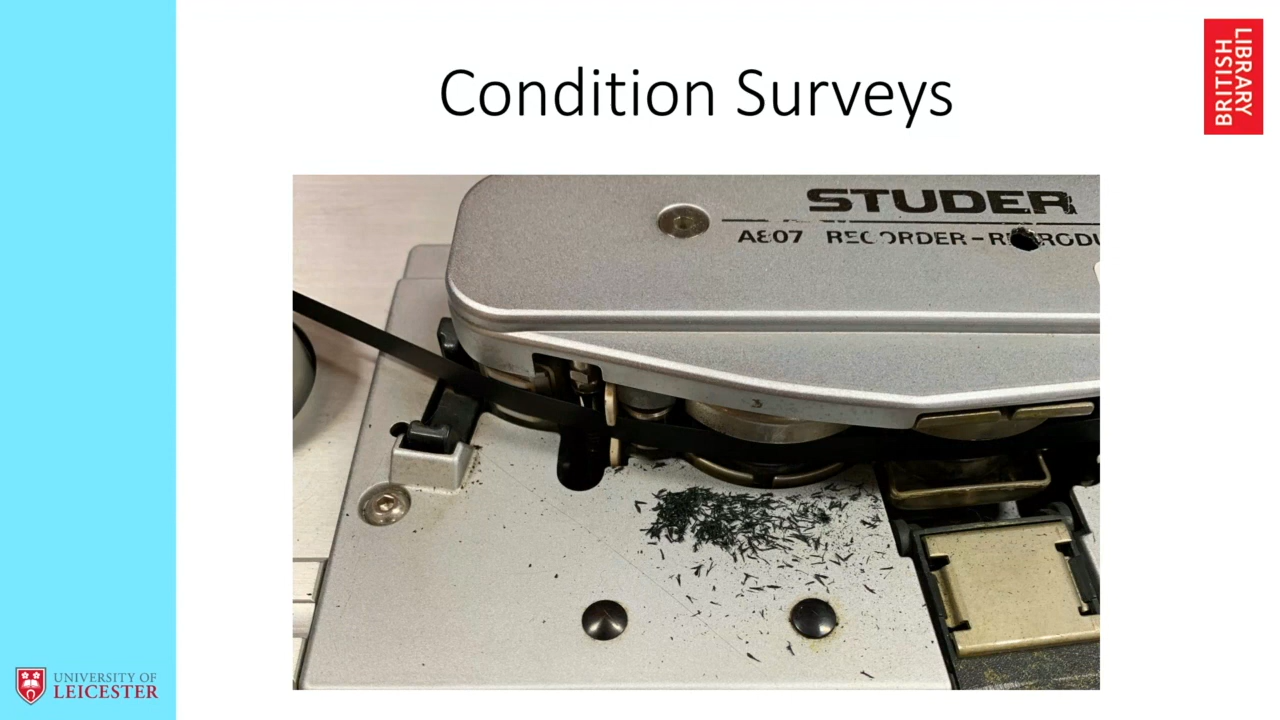 Condition Surveys
LIBRARY
BRITISH
STUDER
A807 RECORDER-R
UNIVERSITY OF
LEICESTER